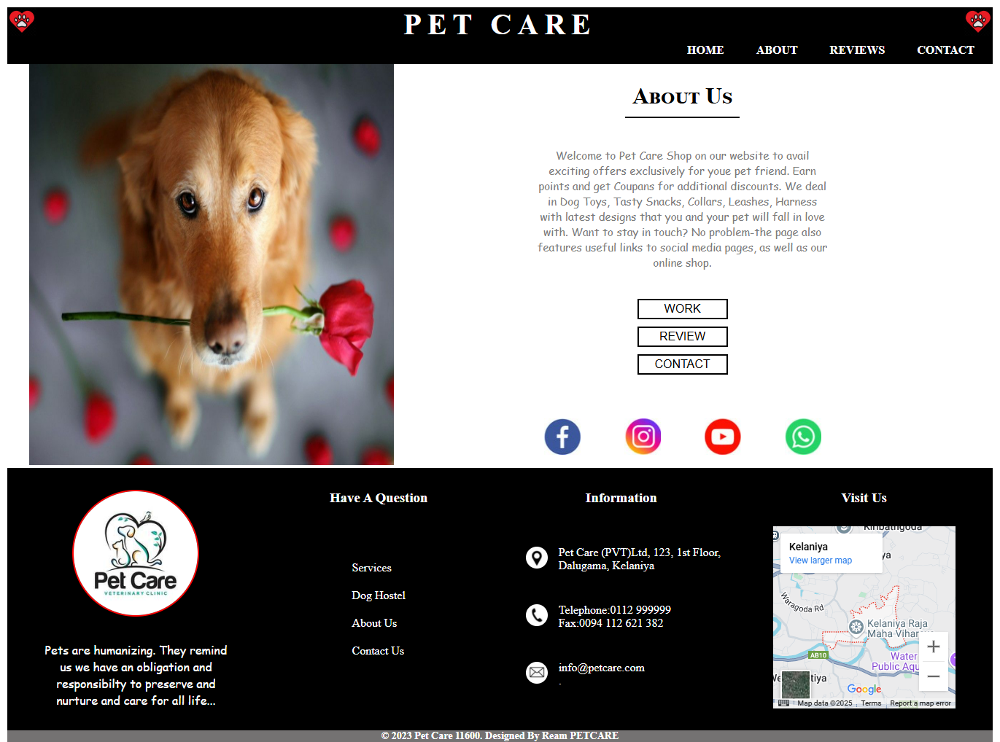 PET CARE
HOME ABOUT REVIEWS CONTACT
About Us
Welcome to Pet Care Shop on our website to avail
exciting offers exclusively for youe pet friend. Earn
points and get Coupans for additional discounts. We deal
in Dog Toys, Tasty Snacks, Collars, Leashes, Harness
with latest designs that you and your pet will fall in love
with. Want to stay in touch? No problem-the page also
features useful links to social media pages, as well as our
online shop.
WORK
REVIEW
CONTACT
Pet Care
VETERINARY CLINIC
Pets are humanizing. They remind
us we have an obligation and
responsibilty to preserve and
nurture and care for all life...
Have A Question
Services
Dog Hostel
About Us
Contact Us
Information
Pet Care (PVT)Ltd, 123, 1st Floor,
Dalugama, Kelaniya
Telephone:0112 999999
Fax:0094 112 621 382
info@petcare.com
.
Visit Us
Kiribathgoda
Kelaniya
View larger map
ya
Waragoda Rd
Kelaniya Raja
Maha Vihar
AB10
Water
Public Aqu
tiya
Google
Map data ©2025 Terms Report a map error
© 2023 Pet Care 11600. Designed By Ream PETCARE